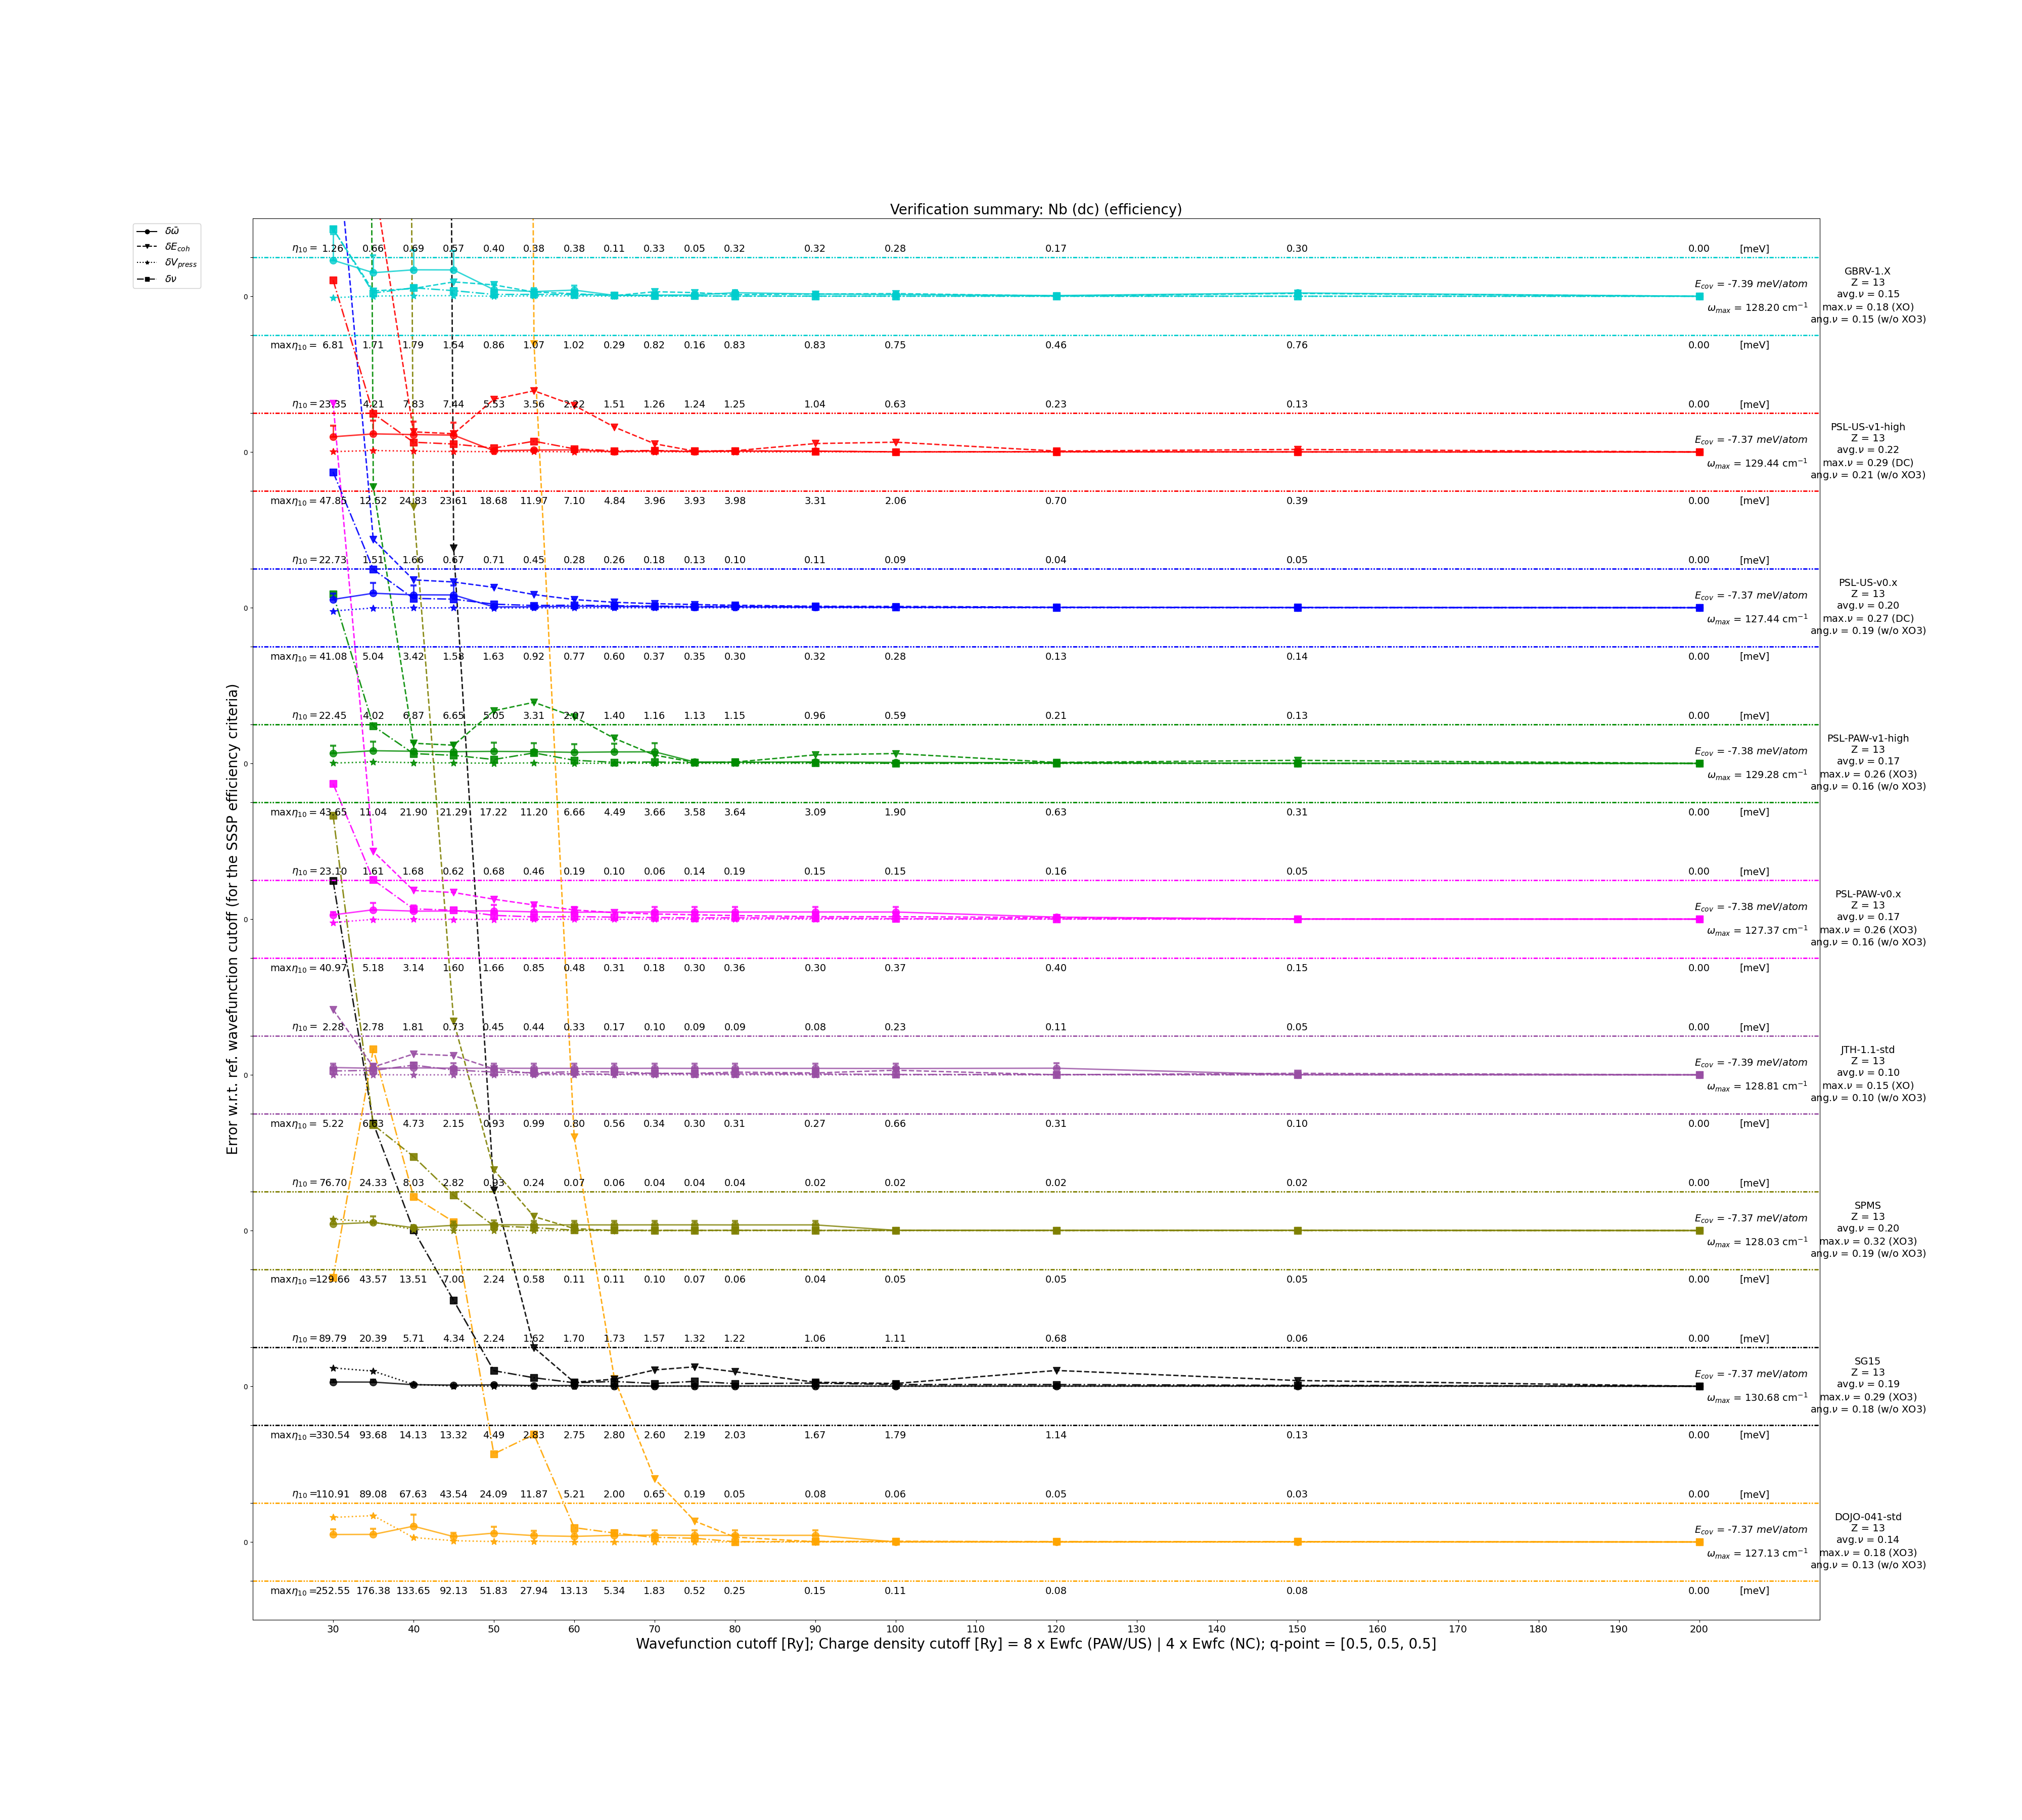 Verification summary: Nb (dc) (efficiency)
δω̄
δE_coh
δV_press
δν
Error w.r.t. ref. wavefunction cutoff (for the SSSP efficiency criteria)
η₁₀ = 1.26 0.66 0.69 0.57 0.40 0.38 0.38 0.11 0.33 0.05 0.32 0.32 0.28 0.17 0.30 0.00 [meV]
0
E_cov = -7.39 meV/atom
ω_max = 128.20 cm⁻¹
maxη₁₀ = 6.81 1.71 1.79 1.54 0.86 1.07 1.02 0.29 0.82 0.16 0.83 0.83 0.75 0.46 0.76 0.00 [meV]
GBRV-1.X
Z = 13
avg.ν = 0.15
max.ν = 0.18 (XO)
ang.ν = 0.15 (w/o XO3)
η₁₀ = 23.35 4.21 7.83 7.44 5.53 3.56 2.22 1.51 1.26 1.24 1.25 1.04 0.63 0.23 0.13 0.00 [meV]
0
E_cov = -7.37 meV/atom
ω_max = 129.44 cm⁻¹
maxη₁₀ = 47.85 12.52 24.83 23.61 18.68 11.97 7.10 4.84 3.96 3.93 3.98 3.31 2.06 0.70 0.39 0.00 [meV]
PSL-US-v1-high
Z = 13
avg.ν = 0.22
max.ν = 0.29 (DC)
ang.ν = 0.21 (w/o XO3)
η₁₀ = 22.73 1.51 1.66 0.67 0.71 0.45 0.28 0.26 0.18 0.13 0.10 0.11 0.09 0.04 0.05 0.00 [meV]
0
E_cov = -7.37 meV/atom
ω_max = 127.44 cm⁻¹
maxη₁₀ = 41.08 5.04 3.42 1.58 1.63 0.92 0.77 0.60 0.37 0.35 0.30 0.32 0.28 0.13 0.14 0.00 [meV]
PSL-US-v0.x
Z = 13
avg.ν = 0.20
max.ν = 0.27 (DC)
ang.ν = 0.19 (w/o XO3)
η₁₀ = 22.45 4.02 6.87 6.65 5.05 3.31 2.07 1.40 1.16 1.13 1.15 0.96 0.59 0.21 0.13 0.00 [meV]
0
E_cov = -7.38 meV/atom
ω_max = 129.28 cm⁻¹
maxη₁₀ = 43.65 11.04 21.90 21.29 17.22 11.20 6.66 4.49 3.66 3.58 3.64 3.09 1.90 0.63 0.31 0.00 [meV]
PSL-PAW-v1-high
Z = 13
avg.ν = 0.17
max.ν = 0.26 (XO3)
ang.ν = 0.16 (w/o XO3)
η₁₀ = 23.10 1.61 1.68 0.62 0.68 0.46 0.19 0.10 0.06 0.14 0.19 0.15 0.15 0.16 0.05 0.00 [meV]
0
E_cov = -7.38 meV/atom
ω_max = 127.37 cm⁻¹
maxη₁₀ = 40.97 5.18 3.14 1.60 1.66 0.85 0.48 0.31 0.18 0.30 0.36 0.30 0.37 0.40 0.15 0.00 [meV]
PSL-PAW-v0.x
Z = 13
avg.ν = 0.17
max.ν = 0.26 (XO3)
ang.ν = 0.16 (w/o XO3)
η₁₀ = 2.28 2.78 1.81 0.73 0.45 0.44 0.33 0.17 0.10 0.09 0.09 0.08 0.23 0.11 0.05 0.00 [meV]
0
E_cov = -7.39 meV/atom
ω_max = 128.81 cm⁻¹
maxη₁₀ = 5.22 6.63 4.73 2.15 0.93 0.99 0.80 0.56 0.34 0.30 0.31 0.27 0.66 0.31 0.10 0.00 [meV]
JTH-1.1-std
Z = 13
avg.ν = 0.10
max.ν = 0.15 (XO)
ang.ν = 0.10 (w/o XO3)
η₁₀ = 76.70 24.33 8.03 2.82 0.93 0.24 0.07 0.06 0.04 0.04 0.04 0.02 0.02 0.02 0.02 0.00 [meV]
0
E_cov = -7.37 meV/atom
ω_max = 128.03 cm⁻¹
maxη₁₀ = 129.66 43.57 13.51 7.00 2.24 0.58 0.11 0.11 0.10 0.07 0.06 0.04 0.05 0.05 0.05 0.00 [meV]
SPMS
Z = 13
avg.ν = 0.20
max.ν = 0.32 (XO3)
ang.ν = 0.19 (w/o XO3)
η₁₀ = 89.79 20.39 5.71 4.34 2.24 1.62 1.70 1.73 1.57 1.32 1.22 1.06 1.11 0.68 0.06 0.00 [meV]
0
E_cov = -7.37 meV/atom
ω_max = 130.68 cm⁻¹
maxη₁₀ = 330.54 93.68 14.13 13.32 4.49 2.83 2.75 2.80 2.60 2.19 2.03 1.67 1.79 1.14 0.13 0.00 [meV]
SG15
Z = 13
avg.ν = 0.19
max.ν = 0.29 (XO3)
ang.ν = 0.18 (w/o XO3)
η₁₀ = 110.91 89.08 67.63 43.54 24.09 11.87 5.21 2.00 0.65 0.19 0.05 0.08 0.06 0.05 0.03 0.00 [meV]
0
E_cov = -7.37 meV/atom
ω_max = 127.13 cm⁻¹
maxη₁₀ = 252.55 176.38 133.65 92.13 51.83 27.94 13.13 5.34 1.83 0.52 0.25 0.15 0.11 0.08 0.08 0.00 [meV]
DOJO-041-std
Z = 13
avg.ν = 0.14
max.ν = 0.18 (XO3)
ang.ν = 0.13 (w/o XO3)
30 40 50 60 70 80 90 100 110 120 130 140 150 160 170 180 190 200
Wavefunction cutoff [Ry]; Charge density cutoff [Ry] = 8 x Ewfc (PAW/US) | 4 x Ewfc (NC); q-point = [0.5, 0.5, 0.5]